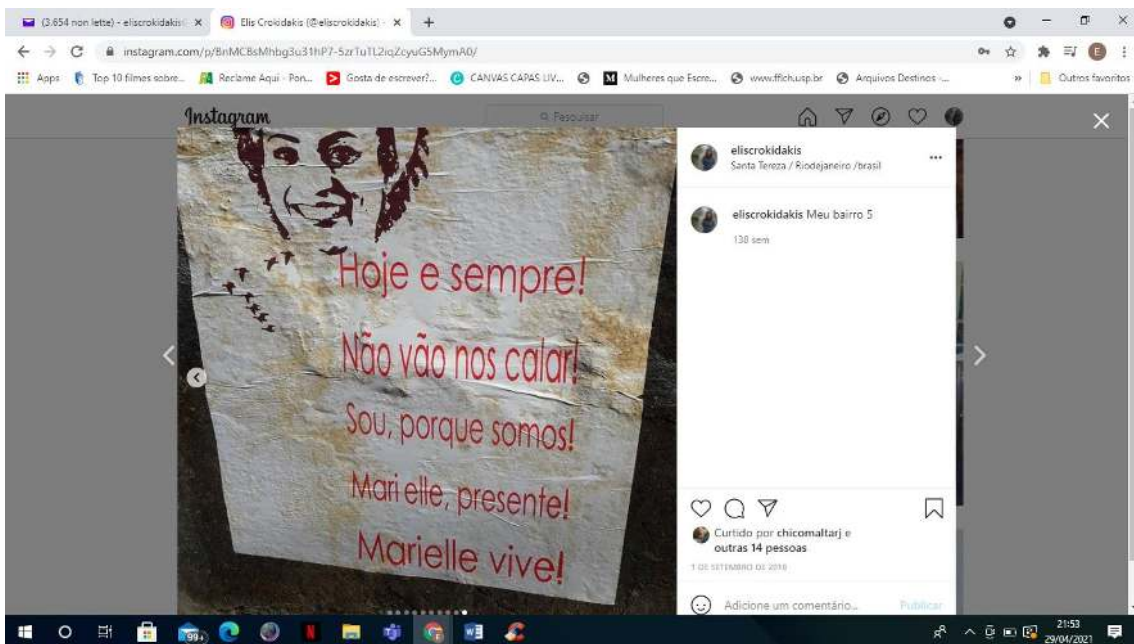 (3.654 non lette) - eliscrokidakis
Elis Crokidakis (@eliscrokidakis) -
instagram.com/p/BnMCBsMhbg3u31hP7-5zrTuTL2iqZcyuG5MymA0/
Apps
Top 10 filmes sobre...
Reclame Aqui - Pon...
Gosta de escrever?...
CANVAS CAPAS LIV...
Mulheres que Escre...
www.fflch.usp.br
Arquivos Destinos -...
Outros favoritos
Instagram
Pesquisar
eliscrokidakis
Santa Tereza / Riodejaneiro /brasil
eliscrokidakis Meu bairro 5
138 sem
Hoje e sempre!
Não vão nos calar!
Sou, porque somos!
Marielle, presente!
Marielle vive!
Curtido por chicomaltarj e
outras 14 pessoas
1 DE SETEMBRO DE 2018
Adicione um comentário...
Publicar
99+
21:53
29/04/2021